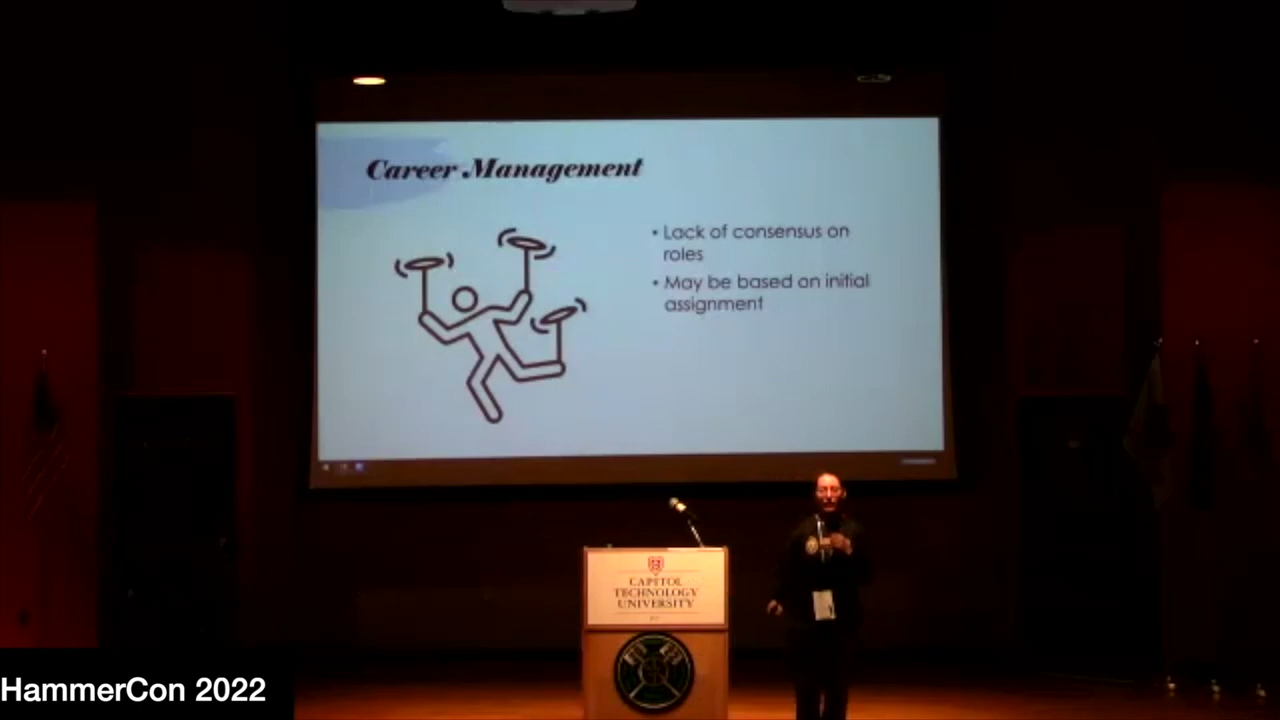 Career Management
• Lack of consensus on
roles
• May be based on initial
assignment
CAPITOL
TECHNOLOGY
UNIVERSITY
HammerCon 2022